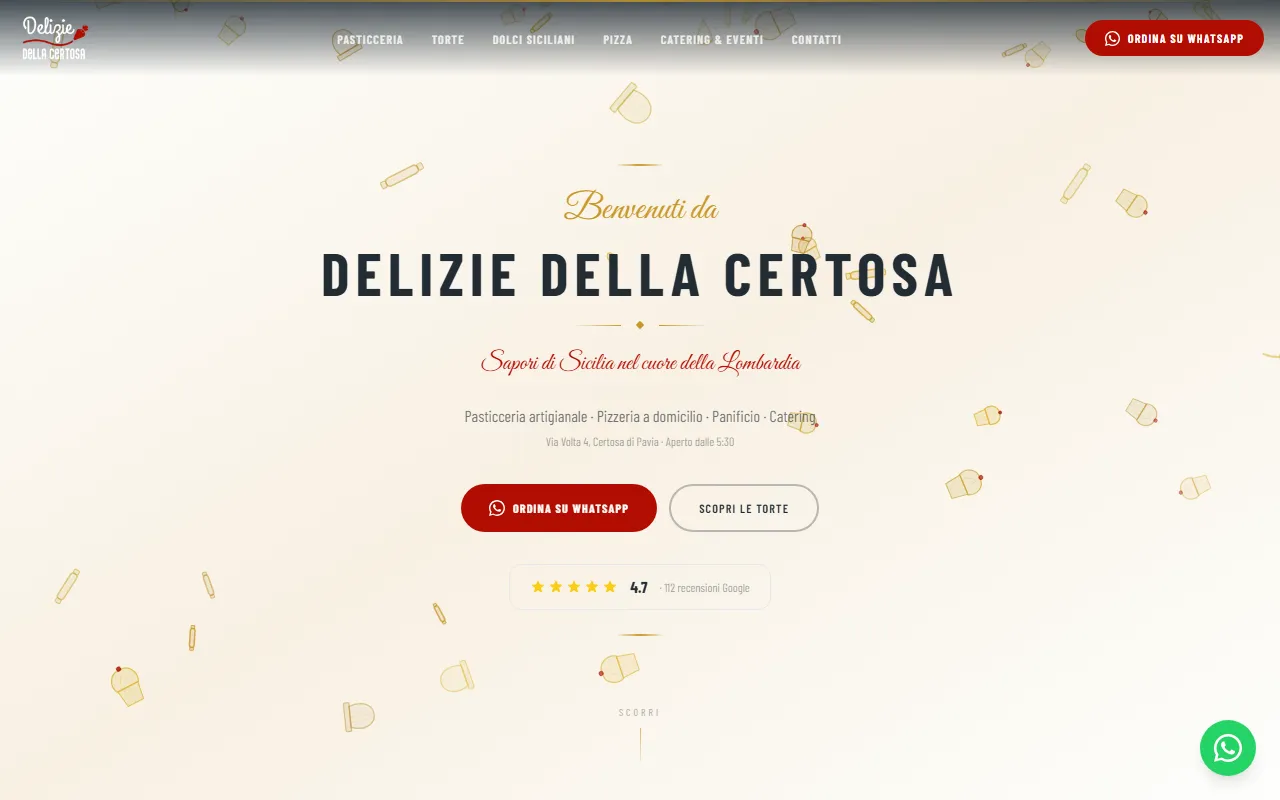 Delizie
DELLA CERTOSA
PASTICCERIA
TORTE
DOLCI SICILIANI
PIZZA
CATERING & EVENTI
CONTATTI
ORDINA SU WHATSAPP
Benvenuti da
DELIZIE DELLA CERTOSA
Sapori di Sicilia nel cuore della Lombardia
Pasticceria artigianale · Pizzeria a domicilio · Panificio · Catering
Via Volta 4, Certosa di Pavia · Aperto dalle 5:30
ORDINA SU WHATSAPP
SCOPRI LE TORTE
4.7 · 112 recensioni Google
SCORRI